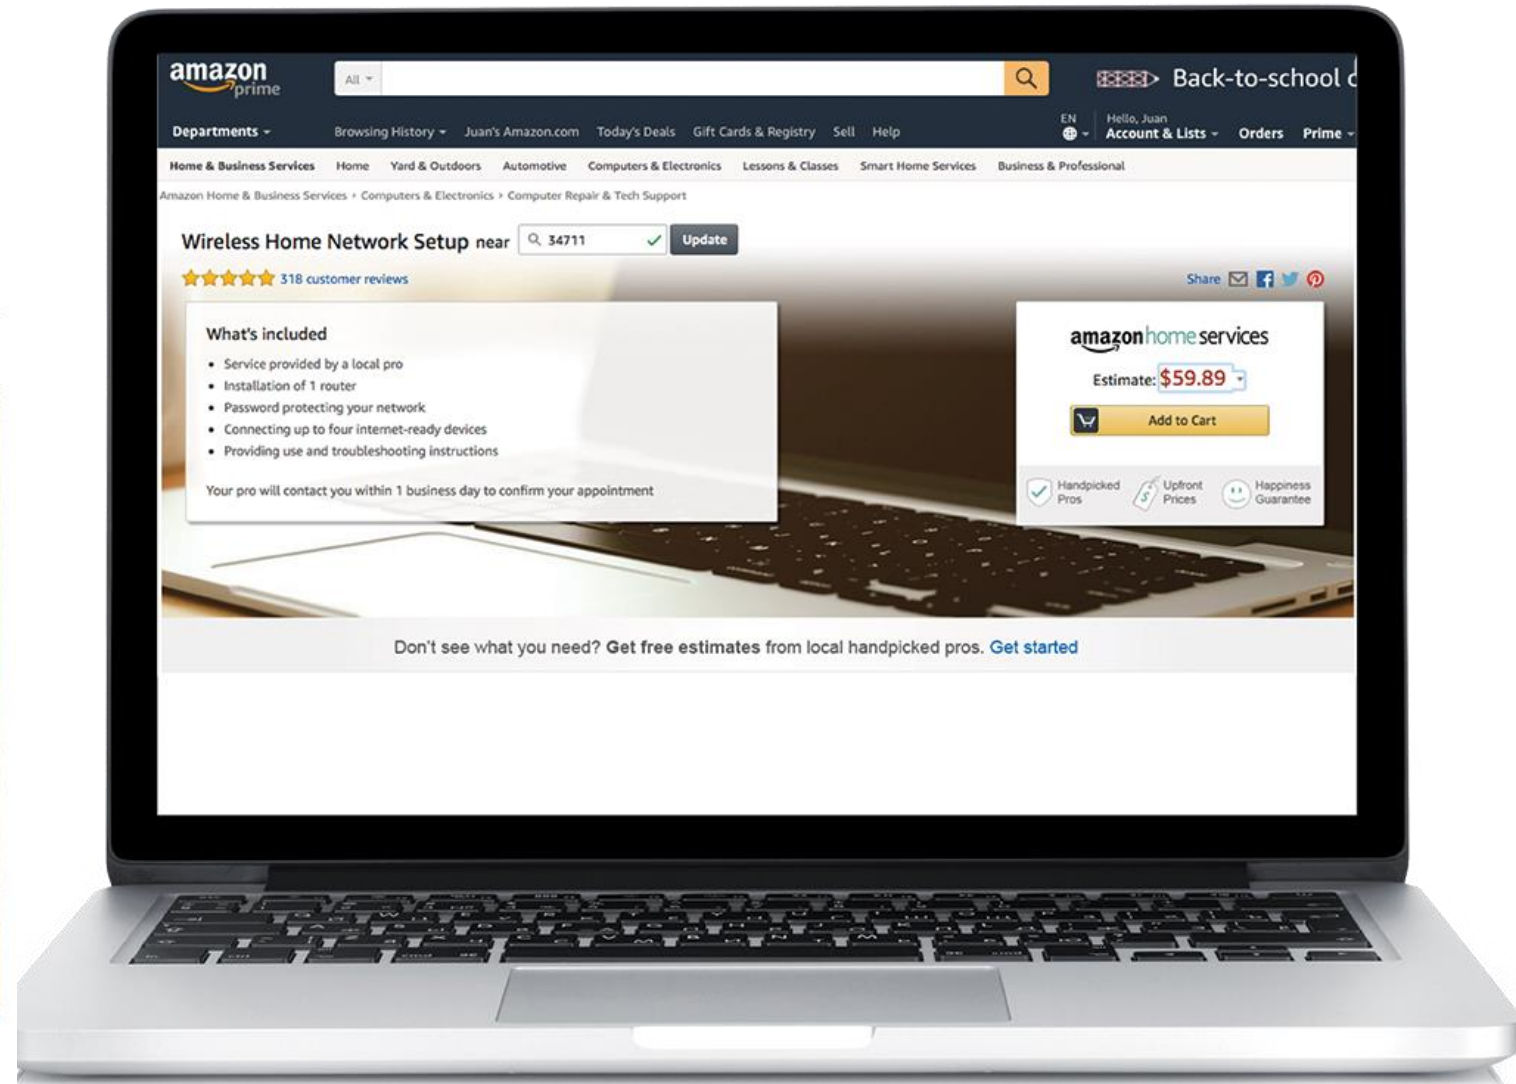 amazon
prime
All
Back-to-school
Departments
Browsing History
Juan's Amazon.com
Today's Deals
Gift Cards & Registry
Sell
Help
EN
Hello, Juan
Account & Lists
Orders
Prime
Home & Business Services
Home
Yard & Outdoors
Automotive
Computers & Electronics
Lessons & Classes
Smart Home Services
Business & Professional
Amazon Home & Business Services › Computers & Electronics › Computer Repair & Tech Support
Wireless Home Network Setup near
34711
Update
318 customer reviews
Share
What's included
• Service provided by a local pro
• Installation of 1 router
• Password protecting your network
• Connecting up to four internet-ready devices
• Providing use and troubleshooting instructions
Your pro will contact you within 1 business day to confirm your appointment
amazon home services
Estimate: $59.89
Add to Cart
Handpicked
Pros
Upfront
Prices
Happiness
Guarantee
Don't see what you need? Get free estimates from local handpicked pros. Get started